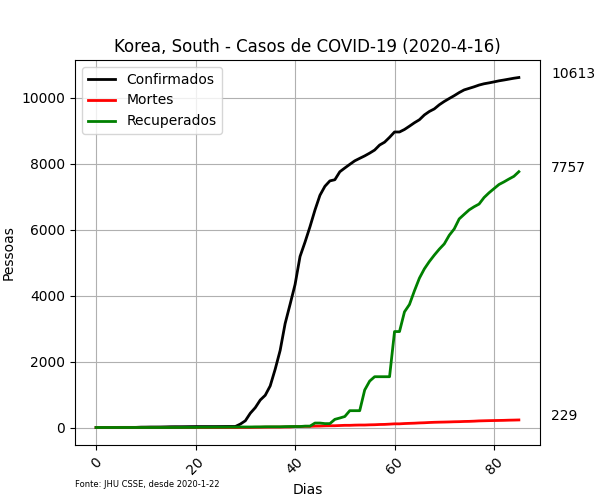 Korea, South - Casos de COVID-19 (2020-4-16)
Confirmados
Mortes
Recuperados
10613
7757
229
Pessoas
10000
8000
6000
4000
2000
0
0
20
40
60
80
Dias
Fonte: JHU CSSE, desde 2020-1-22